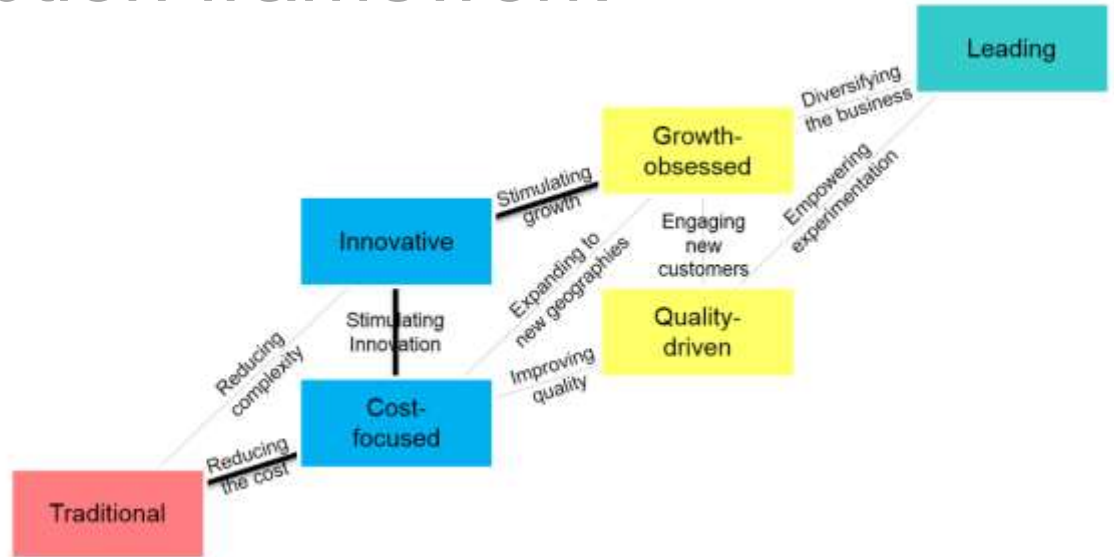 Leading
Diversifying
the business
Growth-
obsessed
Empowering
experimentation
Stimulating
growth
Innovative
Engaging
new
customers
Expanding to
new geographies
Stimulating
Innovation
Quality-
driven
Reducing
complexity
Improving
quality
Cost-
focused
Reducing
the cost
Traditional